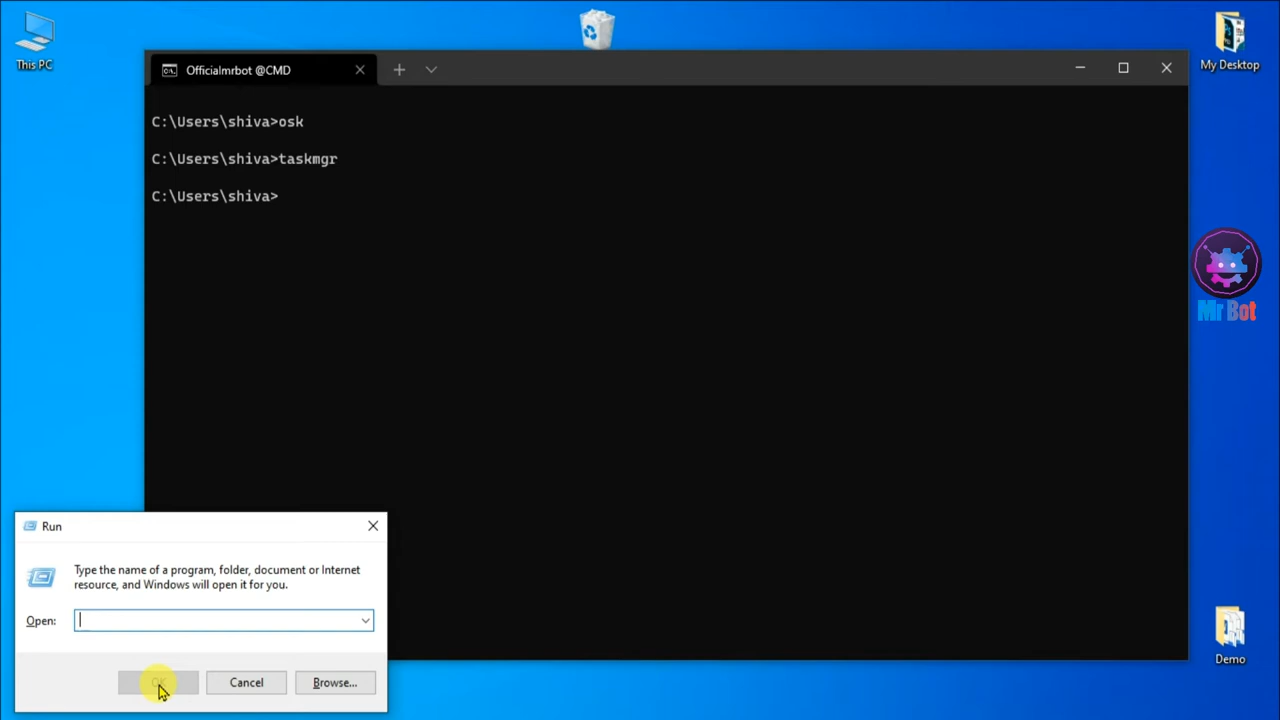 This PC
My Desktop
Officialmrbot @CMD
C:\Users\shiva>osk
C:\Users\shiva>taskmgr
C:\Users\shiva>
Mr Bot
Run
Type the name of a program, folder, document or Internet
resource, and Windows will open it for you.
Open:
OK
Cancel
Browse...
Demo